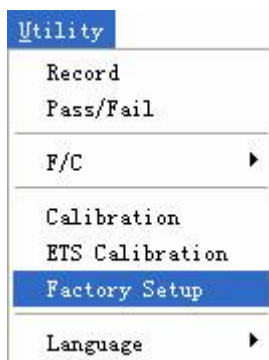 Utility
Record
Pass/Fail
F/C
Calibration
ETS Calibration
Factory Setup
Language